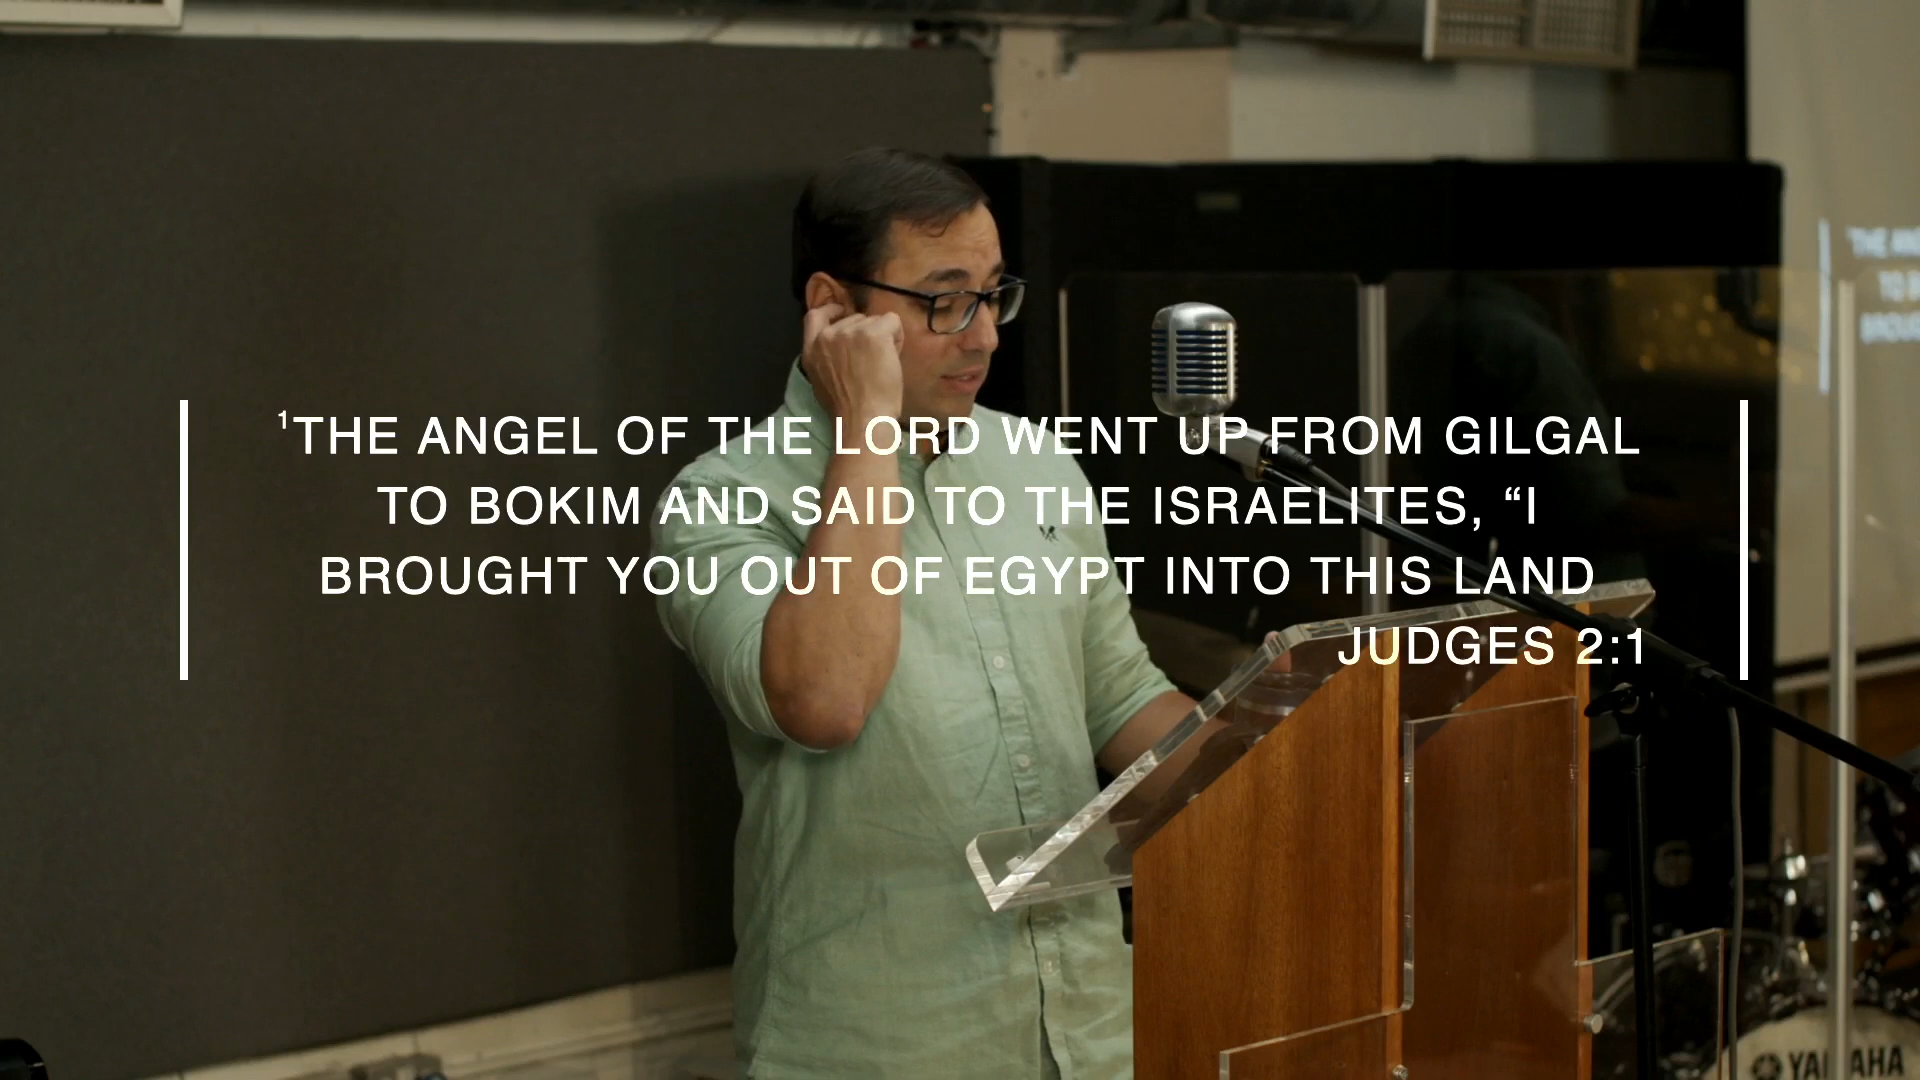 ¹THE ANGEL OF THE LORD WENT UP FROM GILGAL
TO BOKIM AND SAID TO THE ISRAELITES, “I
BROUGHT YOU OUT OF EGYPT INTO THIS LAND
JUDGES 2:1
YAMAHA